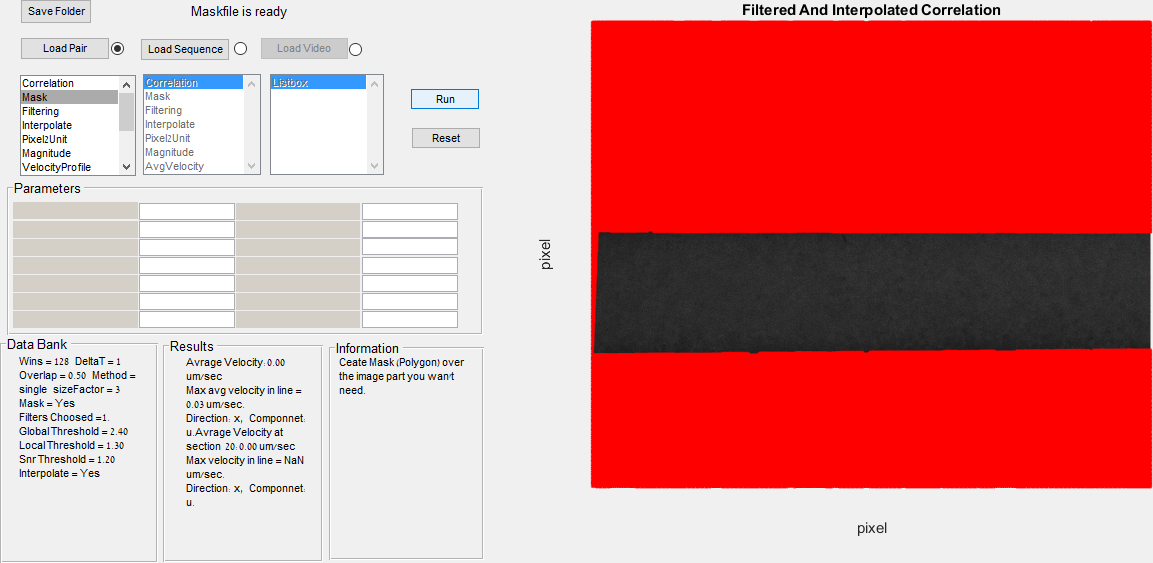 Save Folder
Maskfile is ready
Load Pair
Load Sequence
Load Video
Correlation
Mask
Filtering
Interpolate
Pixel2Unit
Magnitude
VelocityProfile
Correlation
Mask
Filtering
Interpolate
Pixel2Unit
Magnitude
AvgVelocity
Listbox
Run
Reset
Parameters
Data Bank
Wins = 128 DeltaT = 1
Overlap = 0.50 Method =
single sizeFactor = 3
Mask = Yes
Filters Choosed =1.
Global Threshold = 2.40
Local Threshold = 1.30
Snr Threshold = 1.20
Interpolate = Yes
Results
Avrage Velocity: 0.00
um/sec
Max avg velocity in line =
0.03 um/sec.
Direction: x, Componnet:
u.Avrage Velocity at
section 20: 0.00 um/sec
Max velocity in line = NaN
um/sec.
Direction: x, Componnet:
u.
Information
Ceate Mask (Polygon) over
the image part you want/t
need.
Filtered And Interpolated Correlation
pixel
pixel